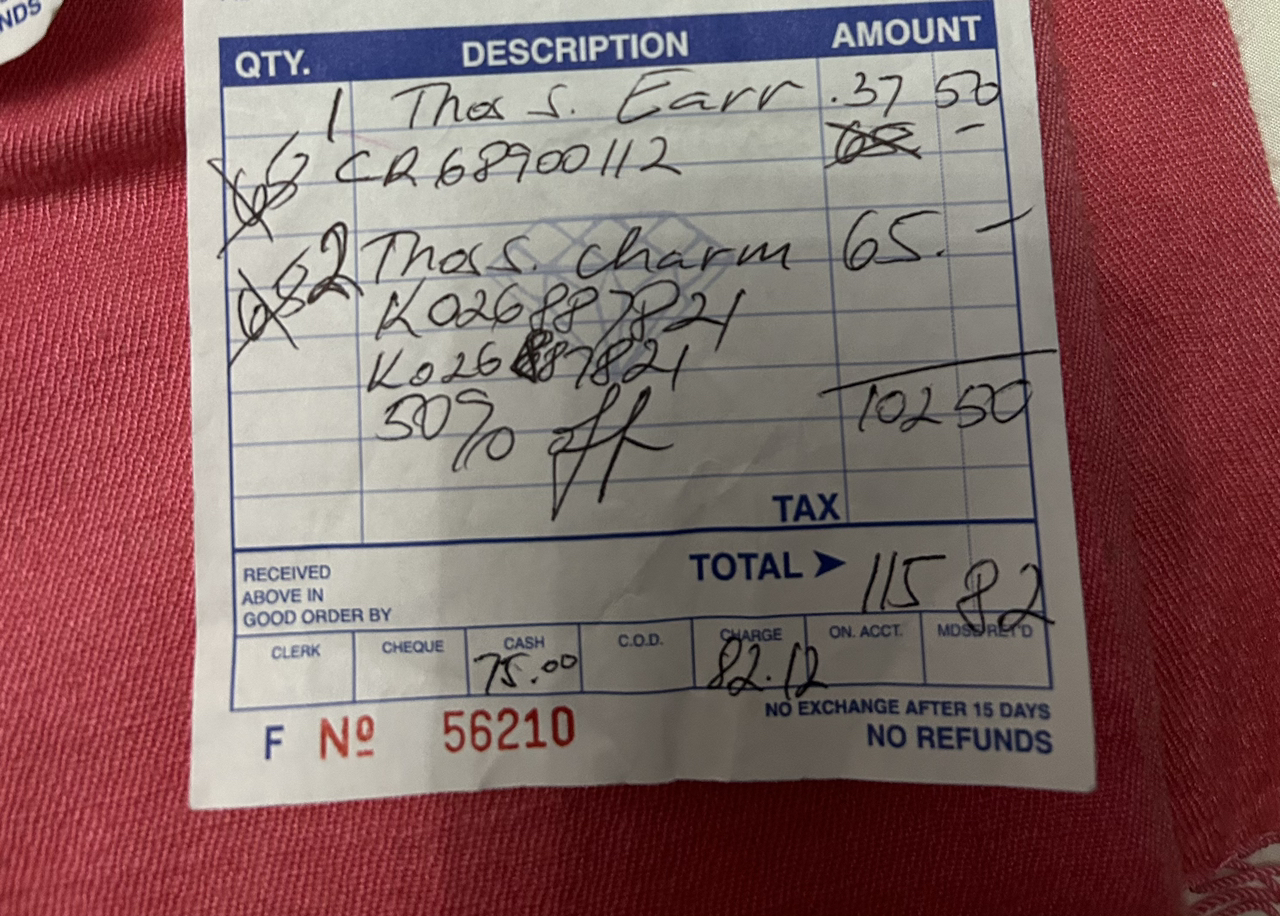 NDS
QTY. DESCRIPTION AMOUNT
1 Thos S. Earr .37 50
CR 68900112 —
2 Thos S. charm 65. —
K026887821
K026887821
50% off 102 50
TAX
TOTAL ➤ 115 82
RECEIVED
ABOVE IN
GOOD ORDER BY
CLERK CHEQUE CASH C.O.D. CHARGE ON. ACCT. MDSE RET'D
75.00 82.12
F Nº 56210
NO EXCHANGE AFTER 15 DAYS
NO REFUNDS